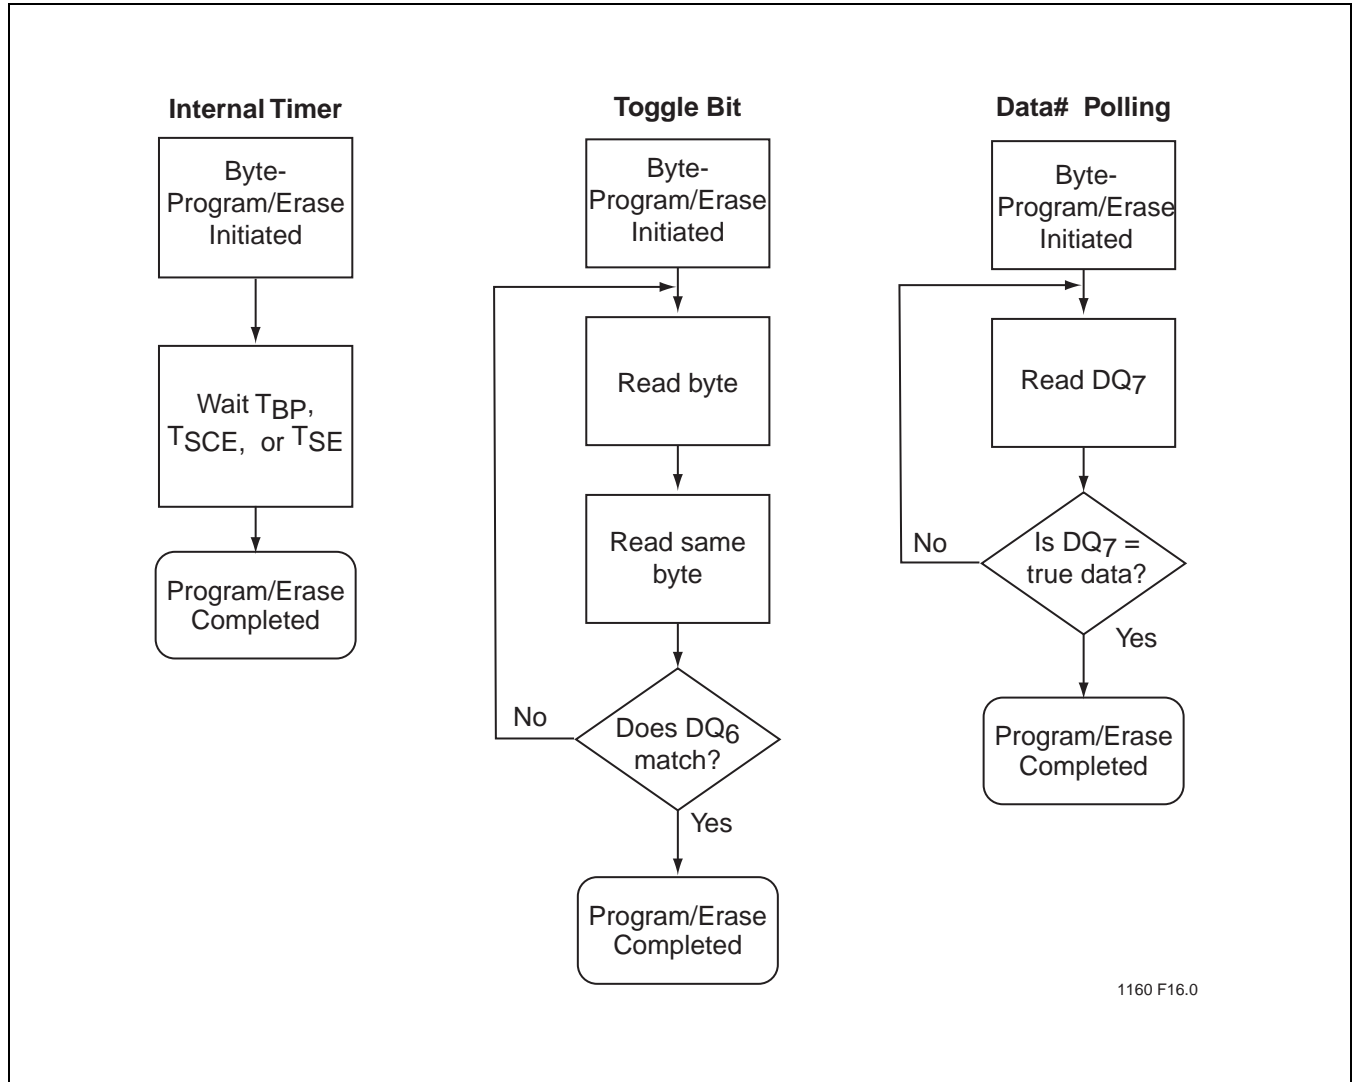 Internal Timer
Byte-
Program/Erase
Initiated
Wait TBP,
TSCE, or TSE
Program/Erase
Completed
Toggle Bit
Byte-
Program/Erase
Initiated
Read byte
Read same
byte
Does DQ6
match?
No
Yes
Program/Erase
Completed
Data# Polling
Byte-
Program/Erase
Initiated
Read DQ7
Is DQ7 =
true data?
No
Yes
Program/Erase
Completed
1160 F16.0